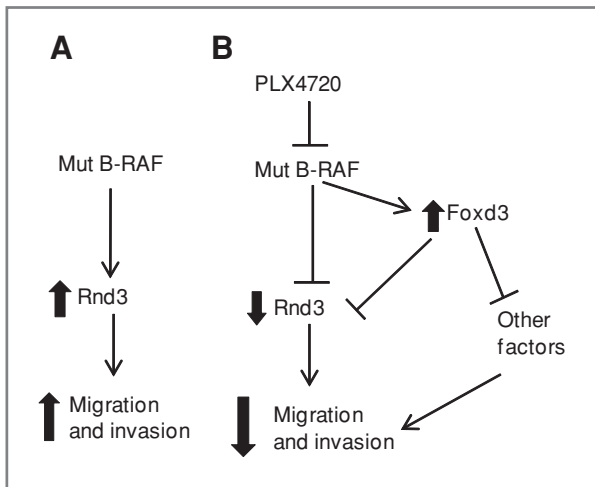 A
Mut B-RAF
Rnd3
Migration
and invasion
B
PLX4720
Mut B-RAF
Foxd3
Rnd3
Other
factors
Migration
and invasion